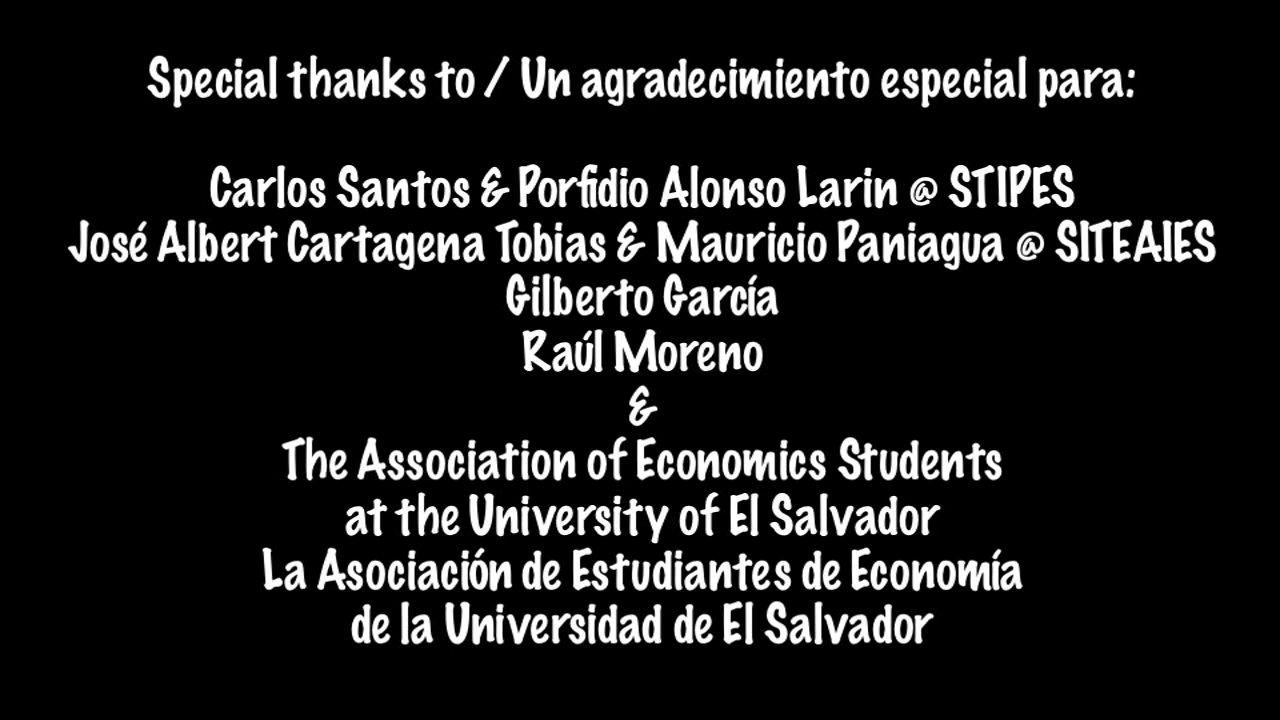 Special thanks to / Un agradecimiento especial para:
Carlos Santos & Porfidio Alonso Larin @ STIPES
José Albert Cartagena Tobias & Mauricio Paniagua @ SITEAIES
Gilberto García
Raúl Moreno
&
The Association of Economics Students
at the University of El Salvador
La Asociación de Estudiantes de Economía
de la Universidad de El Salvador